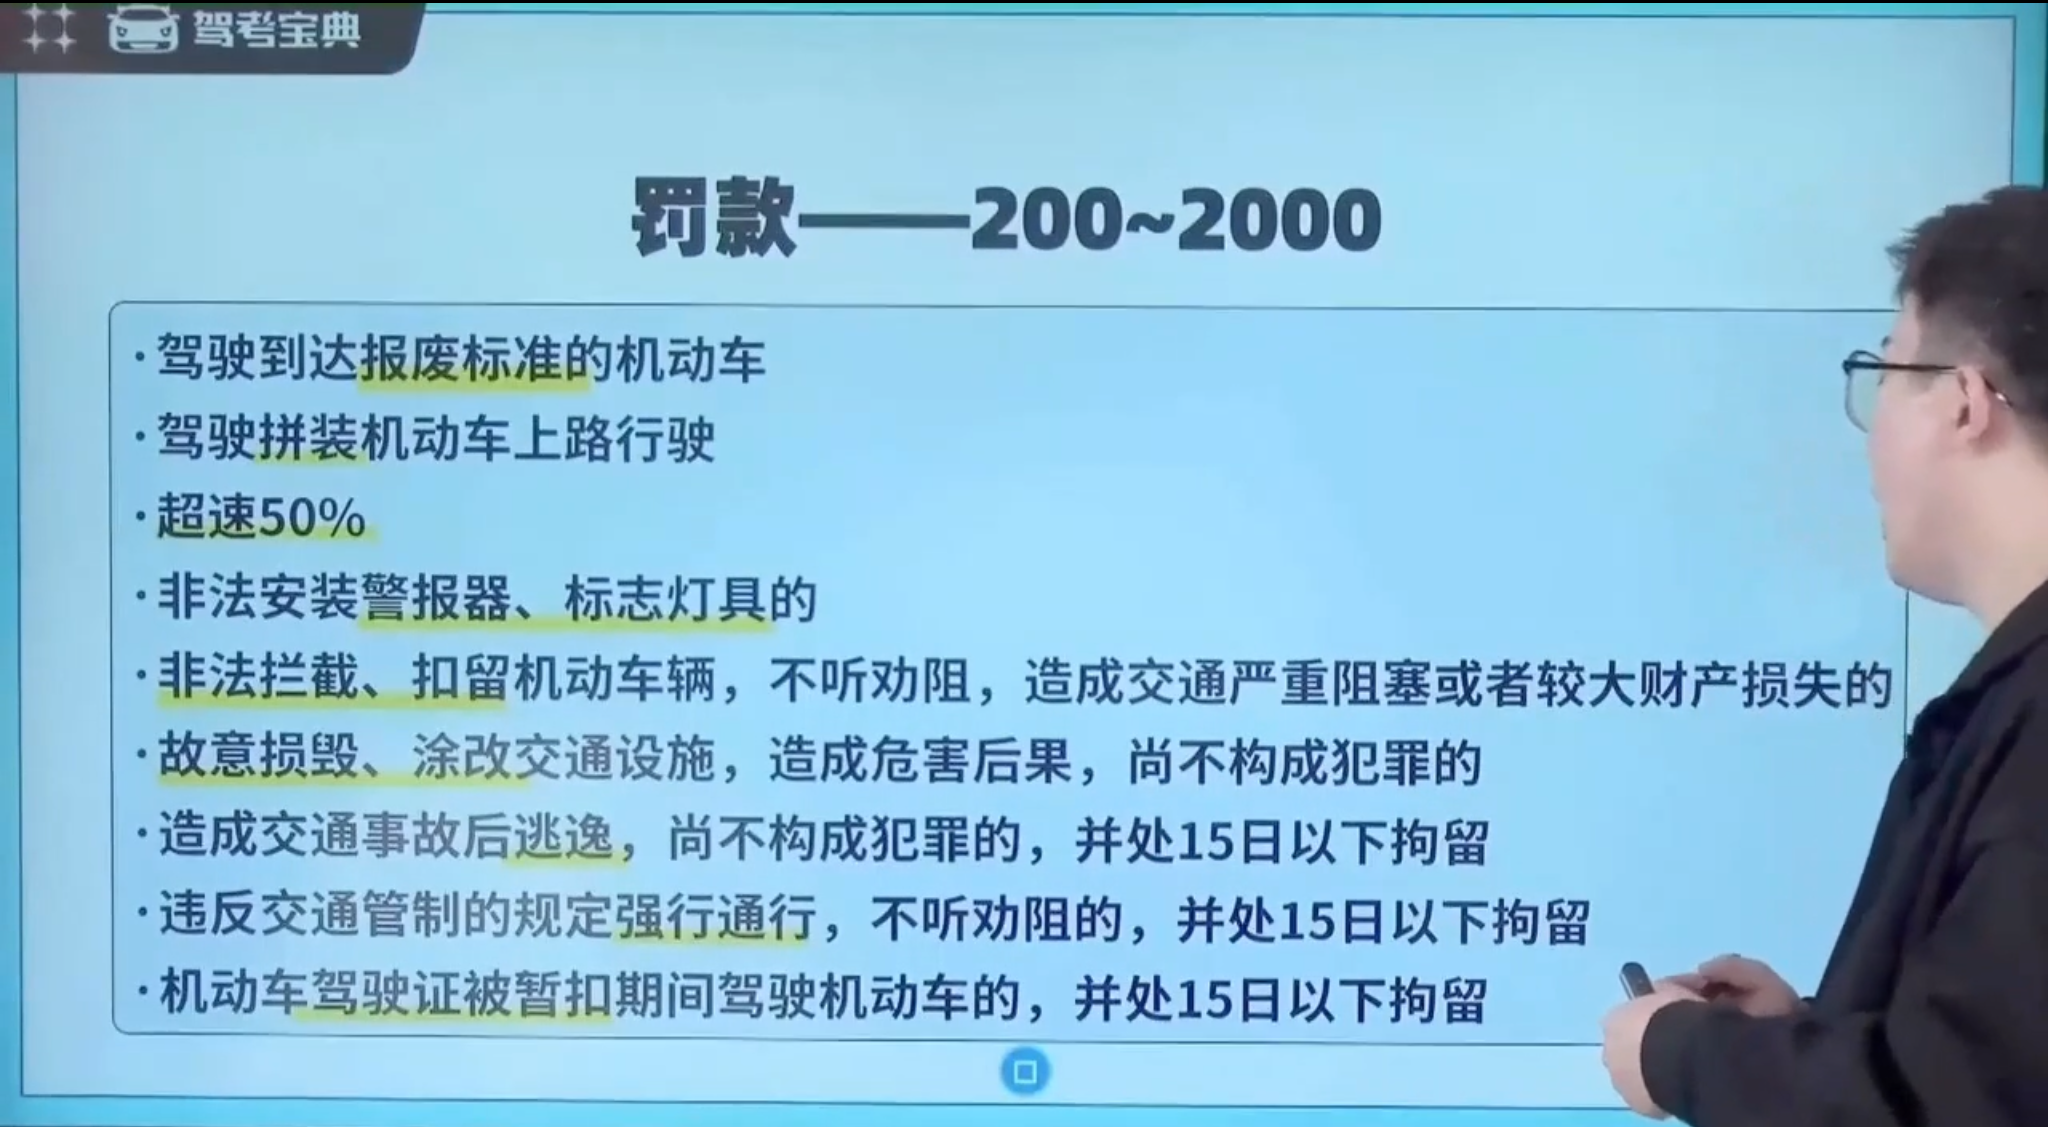 驾考宝典
罚款——200~2000
·驾驶到达报废标准的机动车
·驾驶拼装机动车上路行驶
·超速50%
·非法安装警报器、标志灯具的
·非法拦截、扣留机动车辆，不听劝阻，造成交通严重阻塞或者较大财产损失的
·故意损毁、涂改交通设施，造成危害后果，尚不构成犯罪的
·造成交通事故后逃逸，尚不构成犯罪的，并处15日以下拘留
·违反交通管制的规定强行通行，不听劝阻的，并处15日以下拘留
·机动车驾驶证被暂扣期间驾驶机动车的，并处15日以下拘留